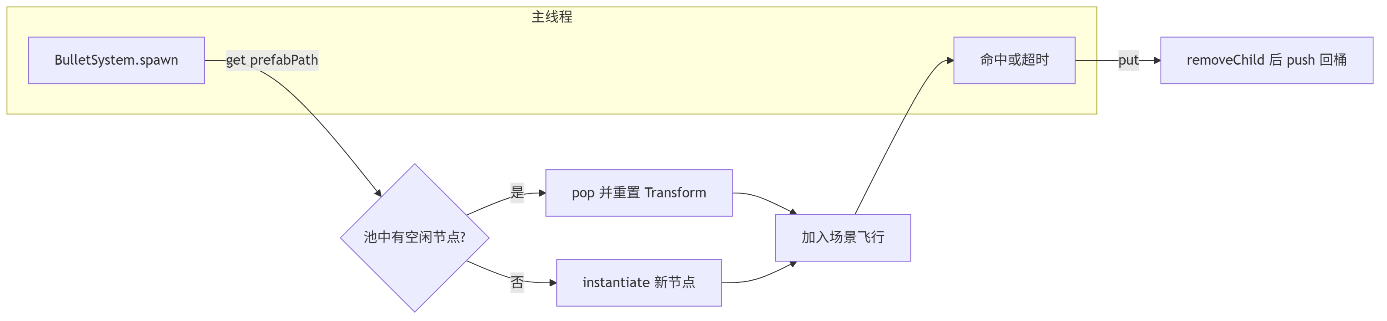 主线程
BulletSystem.spawn
get prefabPath
池中有空闲节点?
是
pop 并重置 Transform
否
instantiate 新节点
加入场景飞行
命中或超时
put
removeChild 后 push 回桶